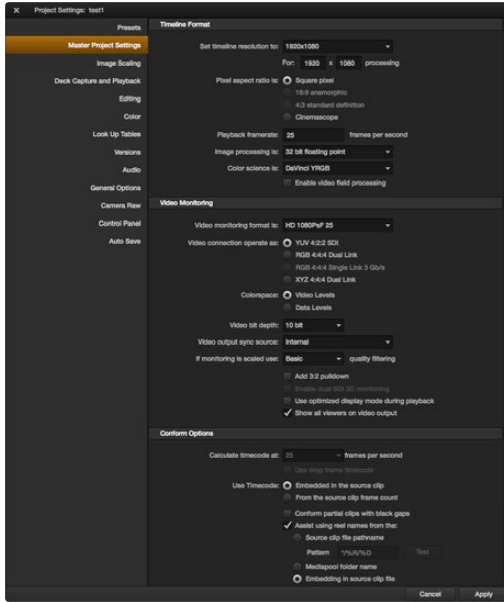 Project Settings: test1
Presets
Master Project Settings
Image Scaling
Deck Capture and Playback
Editing
Color
Look Up Tables
Versions
Audio
General Options
Camera Raw
Control Panel
Auto Save
Timeline Format
Set timeline resolution to: 1920x1080
For: 1920 x 1080 processing
Pixel aspect ratio is: Square pixel
16:9 anamorphic
4:3 standard definition
Cinemascope
Playback framerate: 25 frames per second
Image processing is: 32 bit floating point
Color science is: DaVinci YRGB
Enable video field processing
Video Monitoring
Video monitoring format is: HD 1080PsF 25
Video connection operate as: YUV 4:2:2 SDI
RGB 4:4:4 Dual Link
RGB 4:4:4 Single Link 3 Gb/s
XYZ 4:4:4 Dual Link
Colorspace: Video Levels
Data Levels
Video bit depth: 10 bit
Video output sync source: Internal
If monitoring is scaled use: Basic quality filtering
Add 3:2 pulldown
Enable dual SDI 3D monitoring
Use optimized display mode during playback
Show all viewers on video output
Conform Options
Calculate timecode at: 25 frames per second
Use drop frame timecode
Use Timecode: Embedded in the source clip
From the source clip frame count
Conform partial clips with black gaps
Assist using reel names from the:
Source clip file pathname
Pattern */%R/%D Test
Mediapool folder name
Embedding in source clip file
Cancel Apply